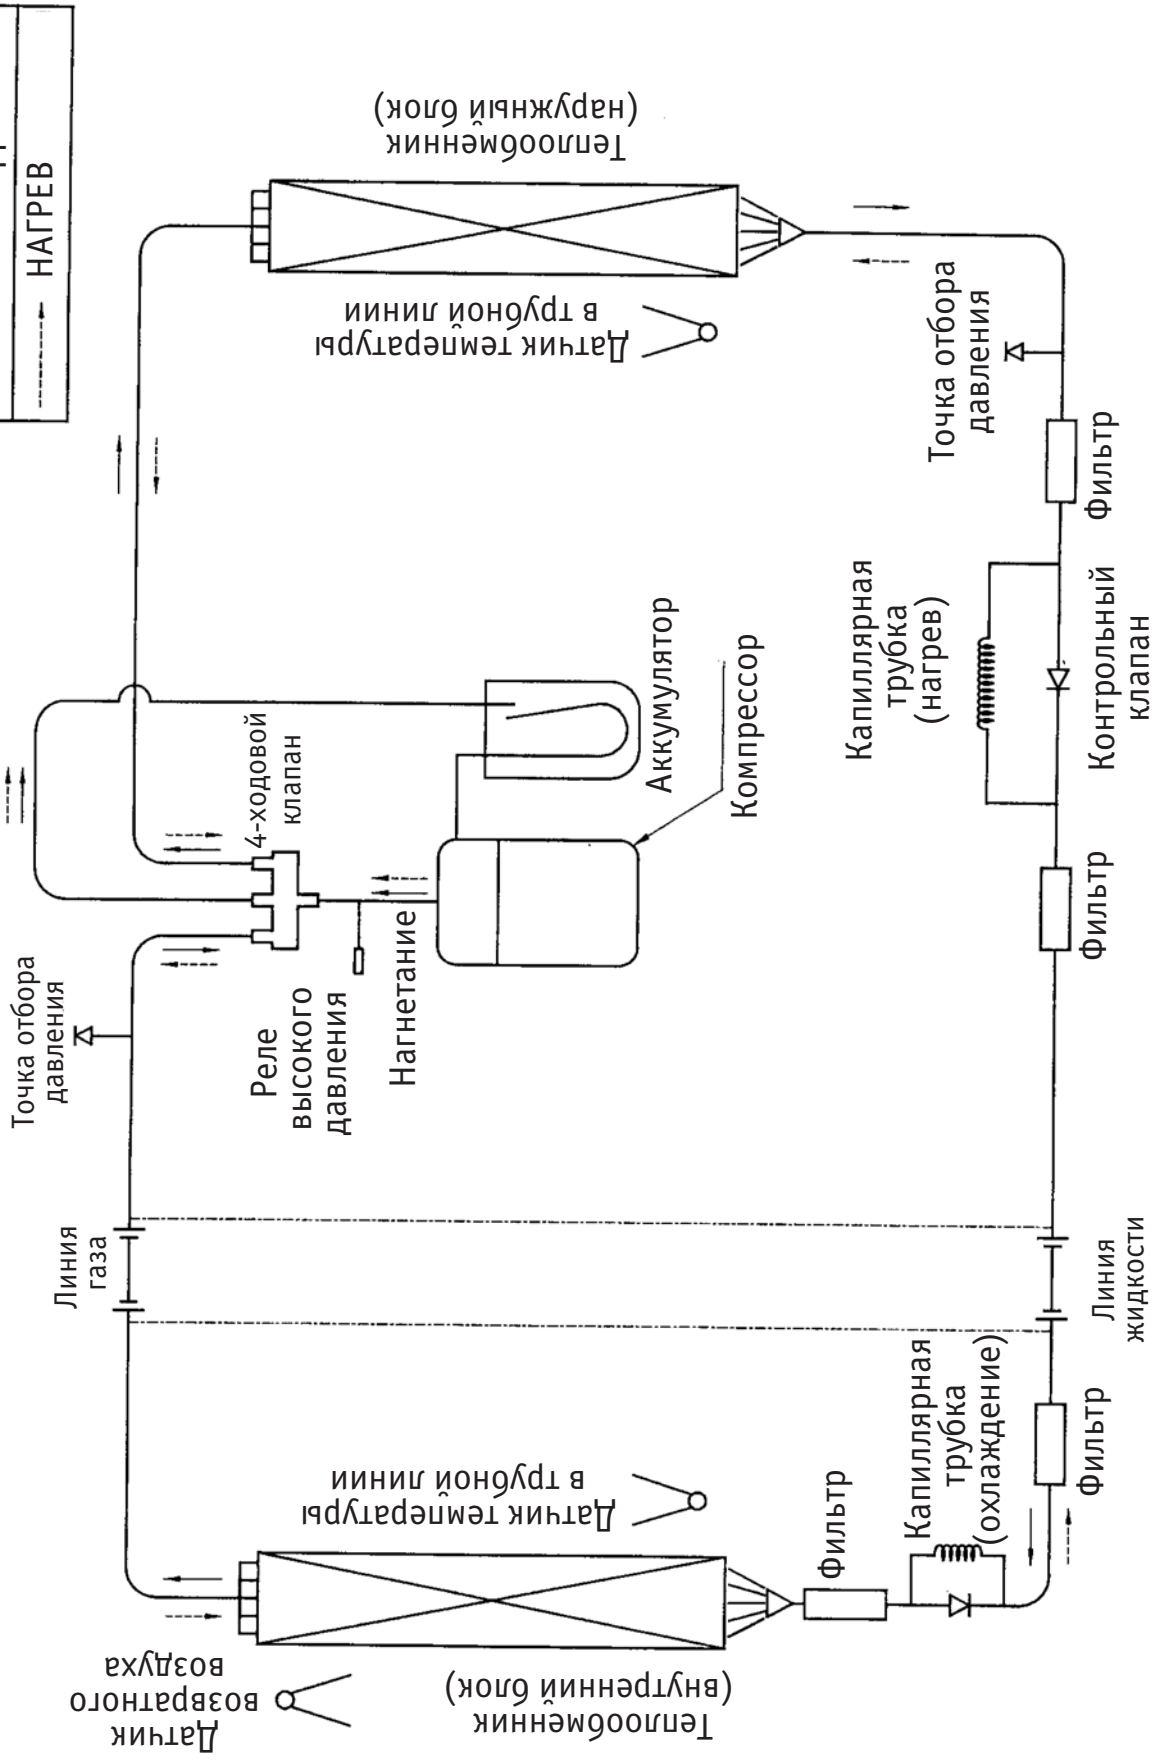 НАГРЕВ
Теплообменник
(наружный блок)
Датчик температуры
в трубной линии
Точка отбора
давления
Фильтр
Капиллярная
трубка
(нагрев)
Контрольный
клапан
Фильтр
Аккумулятор
Компрессор
4-ходовой
клапан
Нагнетание
Реле
высокого
давления
Точка отбора
давления
Линия
газа
Линия
жидкости
Датчик температуры
в трубной линии
Капиллярная
трубка
(охлаждение)
Фильтр
Фильтр
Теплообменник
(внутренний блок)
Датчик
возвратного
воздуха